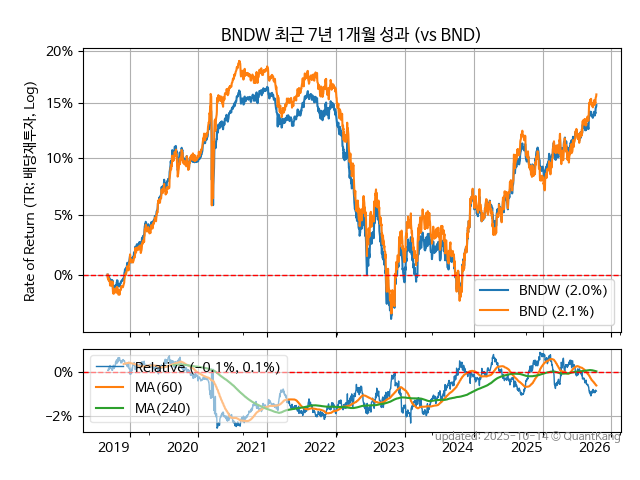 BNDW 최근 7년 1개월 성과 (vs BND)
Rate of Return (TR: 배당재투자, Log)
20%
15%
10%
5%
0%
BNDW (2.0%)
BND (2.1%)
0%
−2%
Relative (−0.1%, 0.1%)
MA(60)
MA(240)
2019 2020 2021 2022 2023 2024 2025 2026
updated: 2025-10-14 © QuantKang